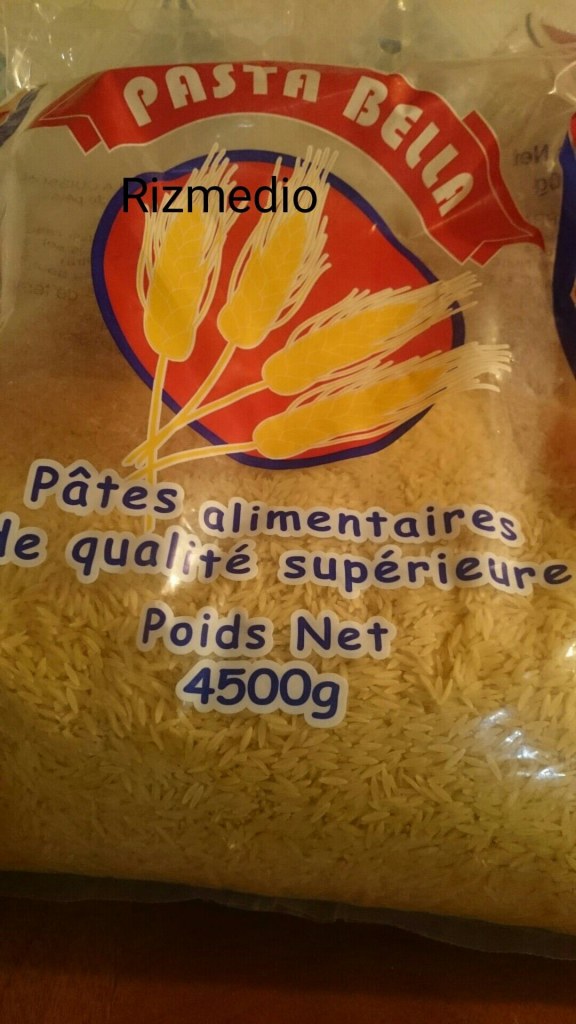 PASTA BELLA
Rizmedio
Pâtes alimentaires
de qualité supérieure
Poids Net
4500g